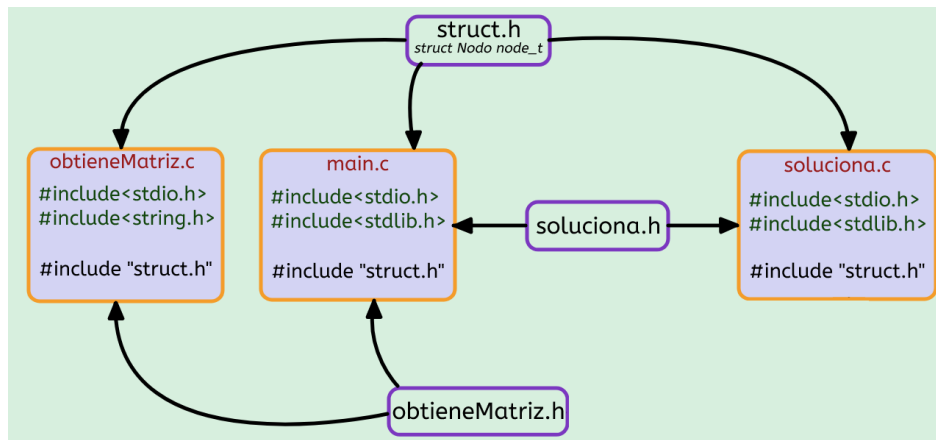 struct.h
struct Nodo node_t
obtieneMatriz.c
#include<stdio.h>
#include<string.h>
#include "struct.h"
main.c
#include<stdio.h>
#include<stdlib.h>
#include "struct.h"
soluciona.h
soluciona.c
#include<stdio.h>
#include<stdlib.h>
#include "struct.h"
obtieneMatriz.h